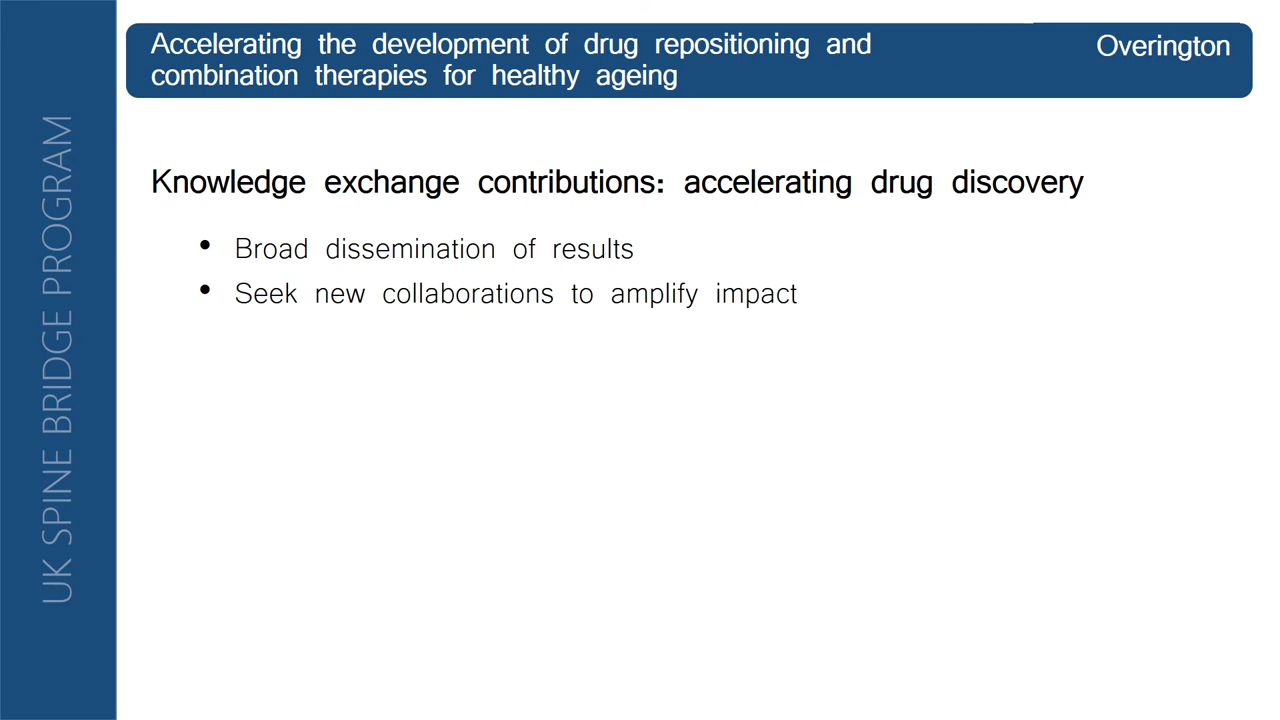 Accelerating the development of drug repositioning and
combination therapies for healthy ageing
Overington
UK SPINE BRIDGE PROGRAM
Knowledge exchange contributions: accelerating drug discovery
• Broad dissemination of results
• Seek new collaborations to amplify impact